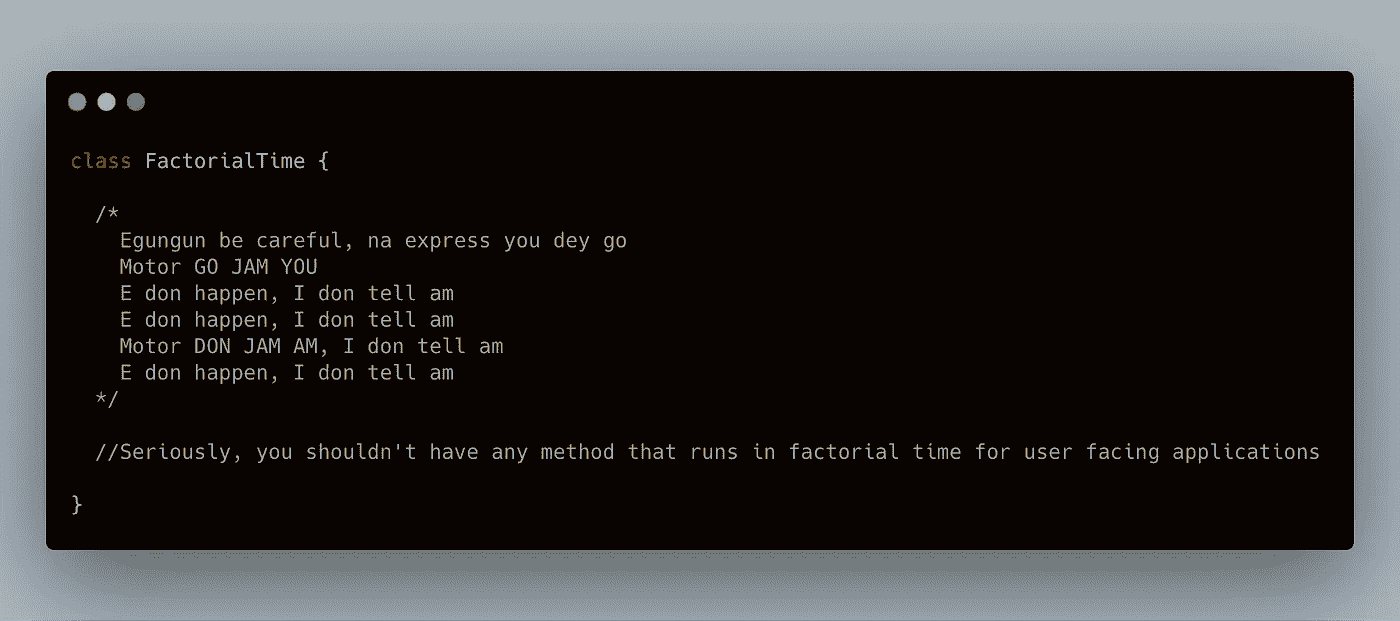 class FactorialTime {
/*
Egungun be careful, na express you dey go
Motor GO JAM YOU
E don happen, I don tell am
E don happen, I don tell am
Motor DON JAM AM, I don tell am
E don happen, I don tell am
*/
//Seriously, you shouldn't have any method that runs in factorial time for user facing applications
}